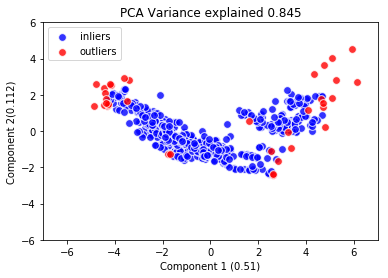 PCA Variance explained 0.845
inliers
outliers
6
4
2
0
−2
−4
−6
Component 2(0.112)
−6 −4 −2 0 2 4 6
Component 1 (0.51)